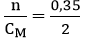 n/C_M = 0,35/2